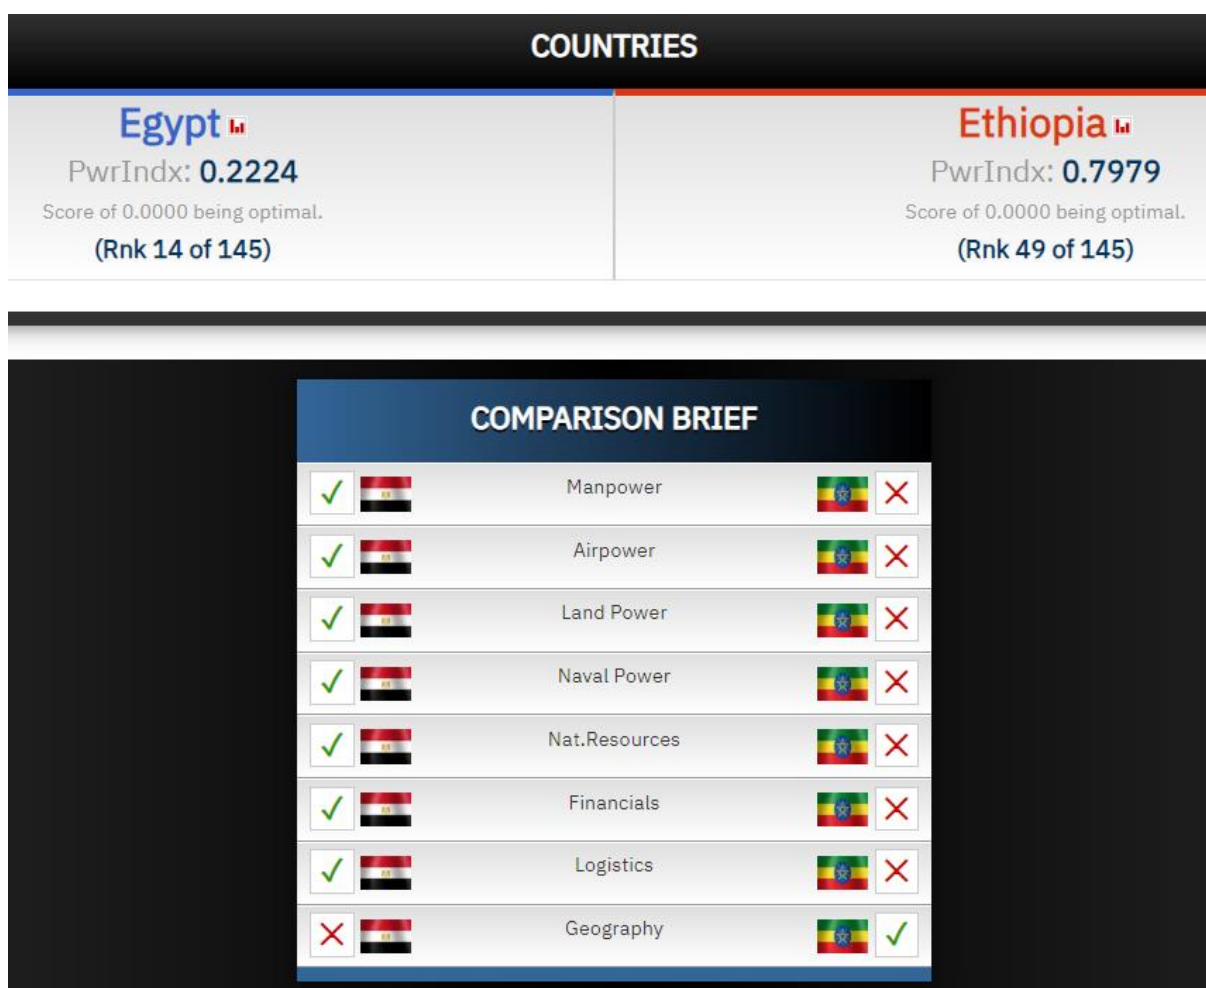 COUNTRIES
Egypt
PwrIndx: 0.2224
Score of 0.0000 being optimal.
(Rnk 14 of 145)
Ethiopia
PwrIndx: 0.7979
Score of 0.0000 being optimal.
(Rnk 49 of 145)
COMPARISON BRIEF
Manpower
Airpower
Land Power
Naval Power
Nat.Resources
Financials
Logistics
Geography